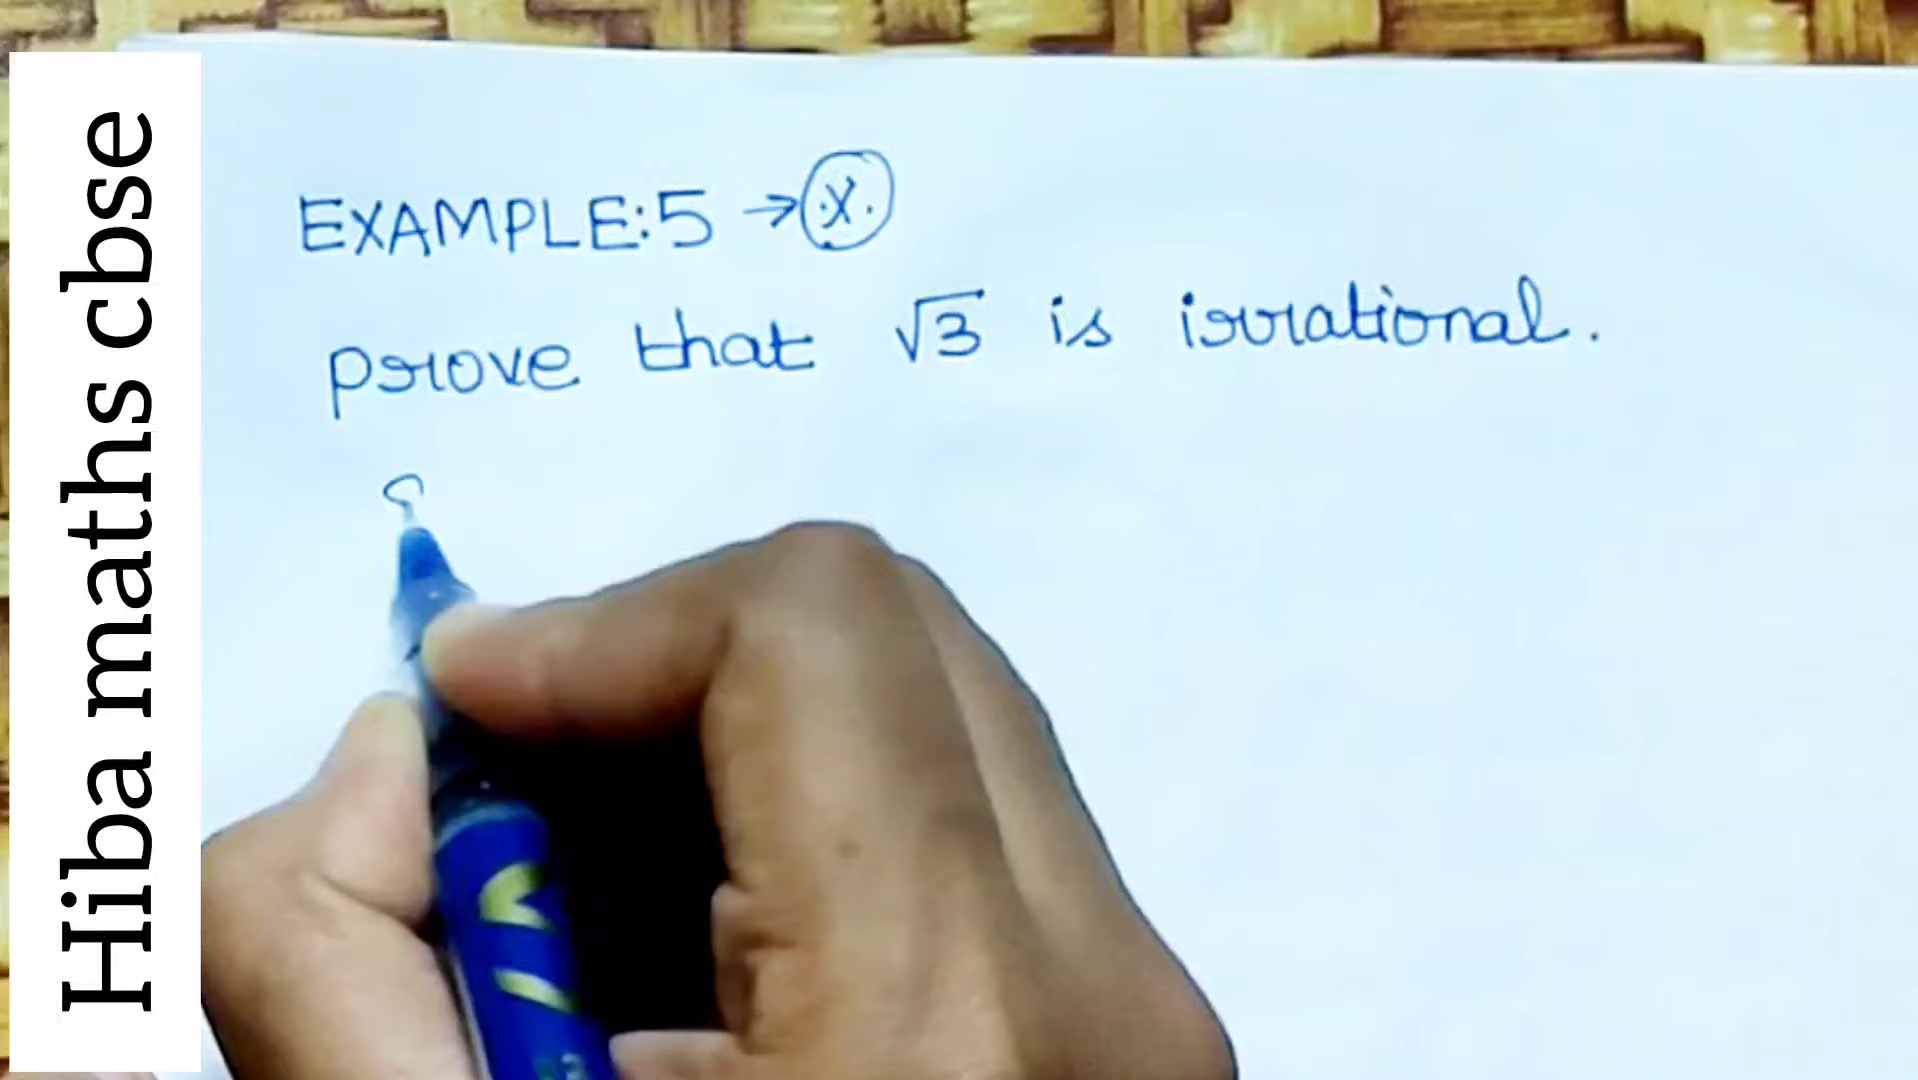 Hiba maths cbse
EXAMPLE:5 → X.
prove that √3 is irrational.
S